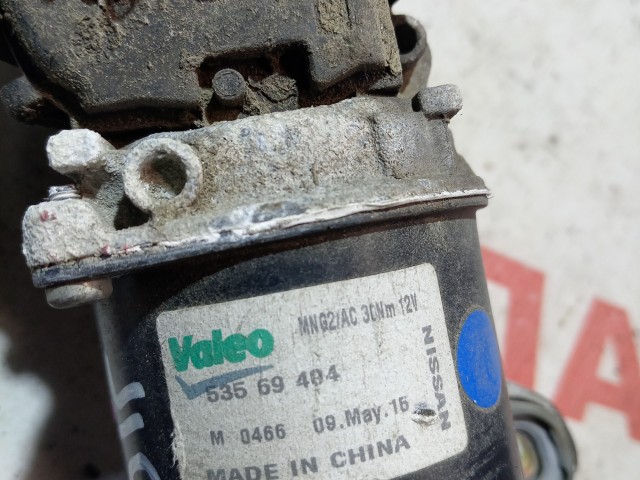 MNG2/AC 30Nm 12V
Valeo
535 69 404
NISSAN
M 0466 09.May.15
MADE IN CHINA